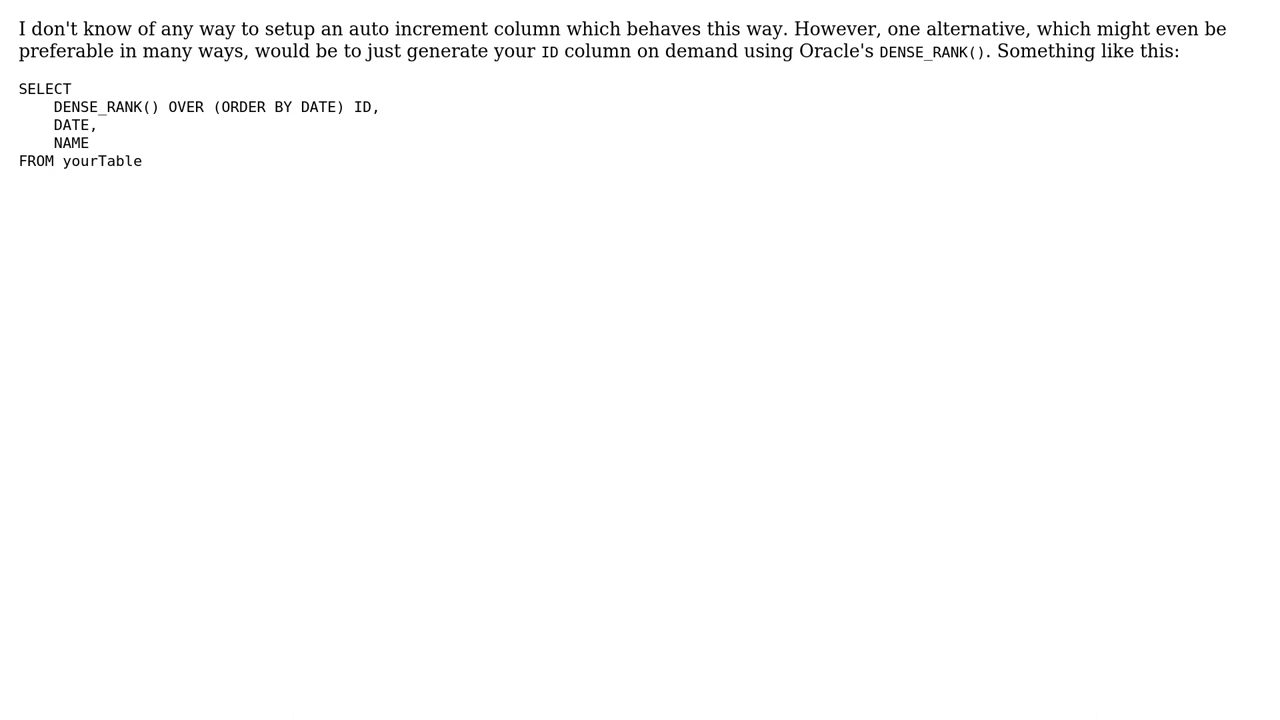 I don't know of any way to setup an auto increment column which behaves this way. However, one alternative, which might even be
preferable in many ways, would be to just generate your ID column on demand using Oracle's DENSE_RANK(). Something like this:
SELECT
    DENSE_RANK() OVER (ORDER BY DATE) ID,
    DATE,
    NAME
FROM yourTable